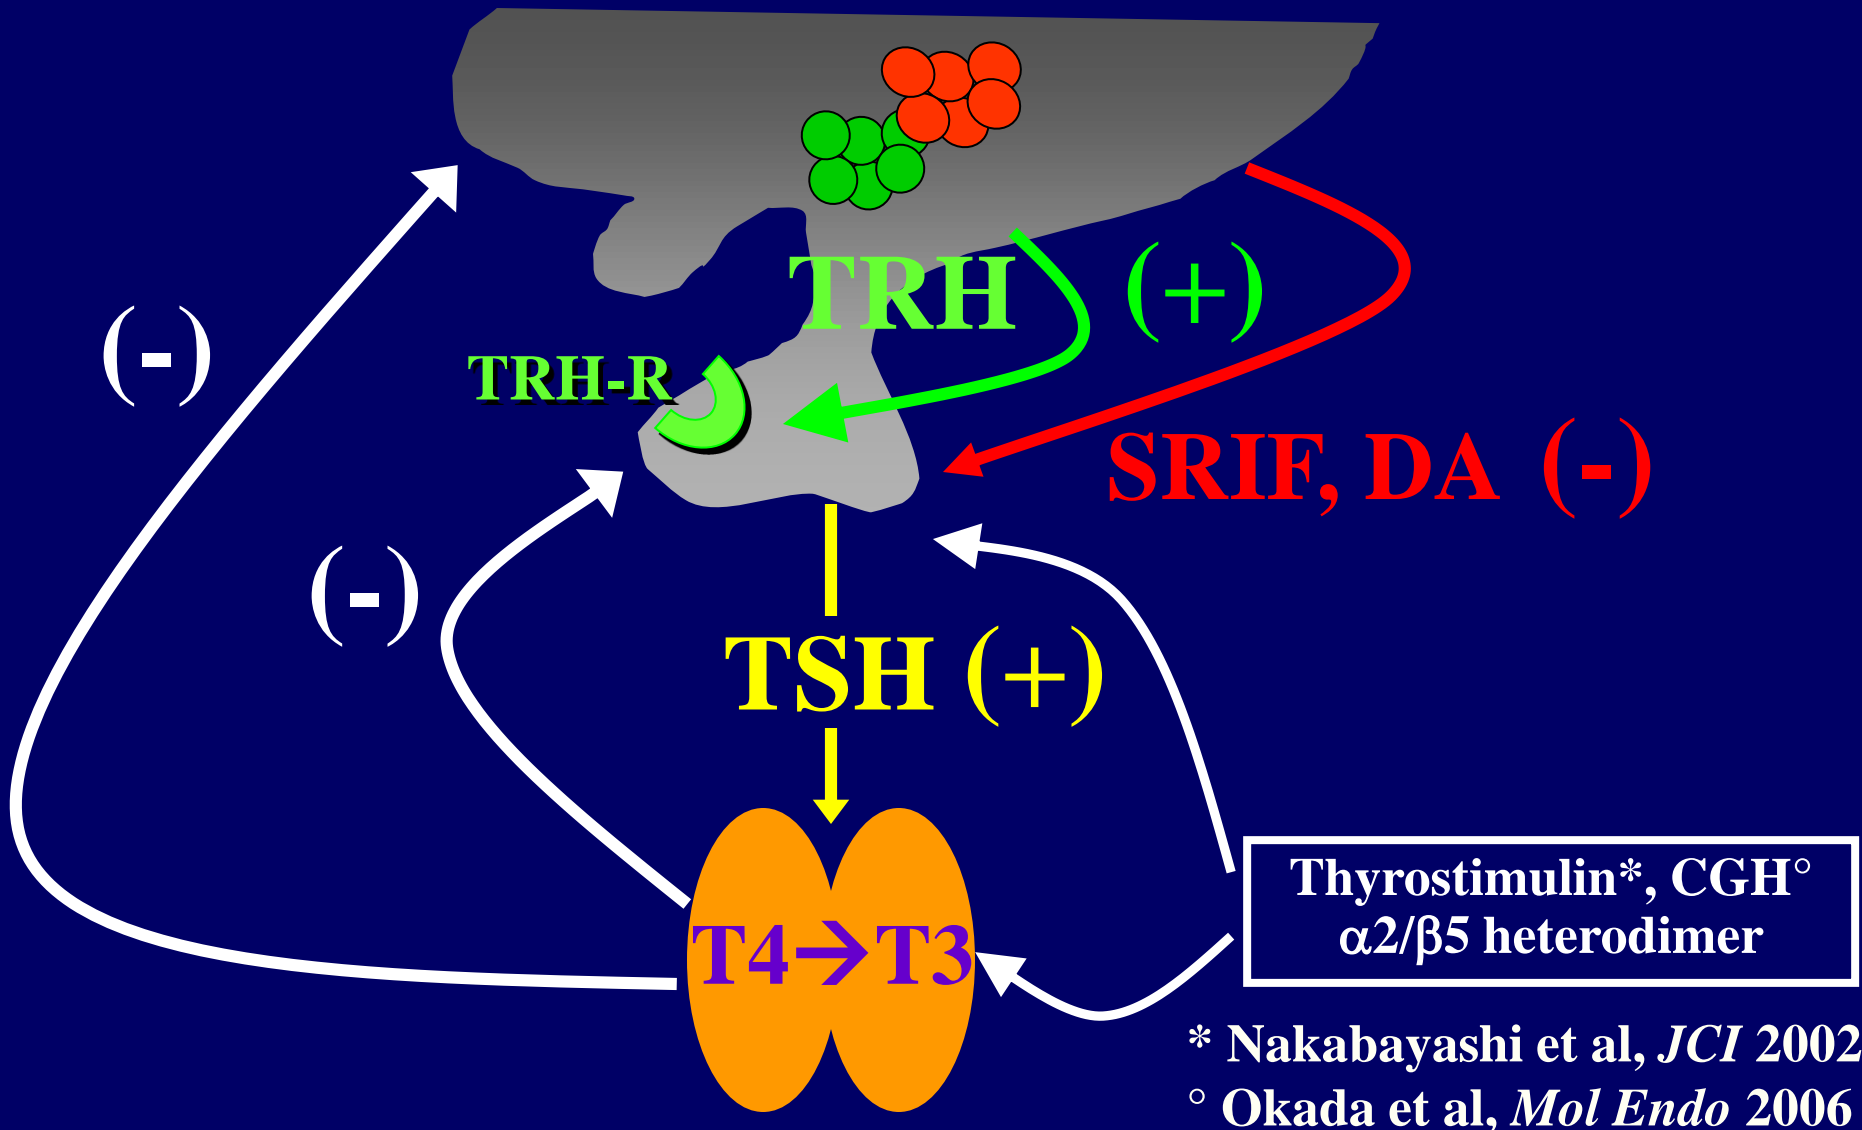 TRH (+)
(-)
TRH-R
SRIF, DA (-)
(-)
TSH (+)
Thyrostimulin*, CGH°
α2/β5 heterodimer
T4→T3
* Nakabayashi et al, JCI 2002
° Okada et al, Mol Endo 2006